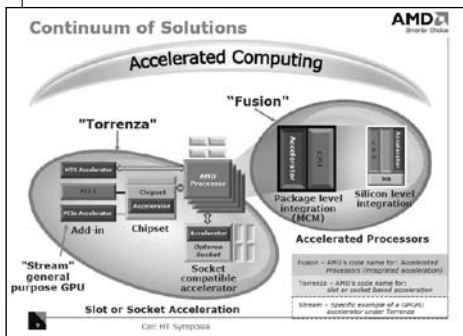 Continuum of Solutions
AMD
Smarter Choice
Accelerated Computing
"Fusion"
"Torrenza"
HTX Accelerator
PCIe Accelerator
Add-in
Chipset
Accelerator
Chipset
AMD
Processor
Accelerator
Opteron
Socket
Socket
compatible
accelerator
"Stream"
general
purpose GPU
Slot or Socket Acceleration
Accelerator
CPU
Package level
integration
(MCM)
Accelerator
NB
Silicon level
integration
Accelerated Processors
Fusion – AMD's code name for: Accelerated
Processors (integrated acceleration)
Torrenza – AMD's code name for:
slot or socket based acceleration
Stream – Specific example of a GPGPU
accelerator under Torrenza
HT Symposia